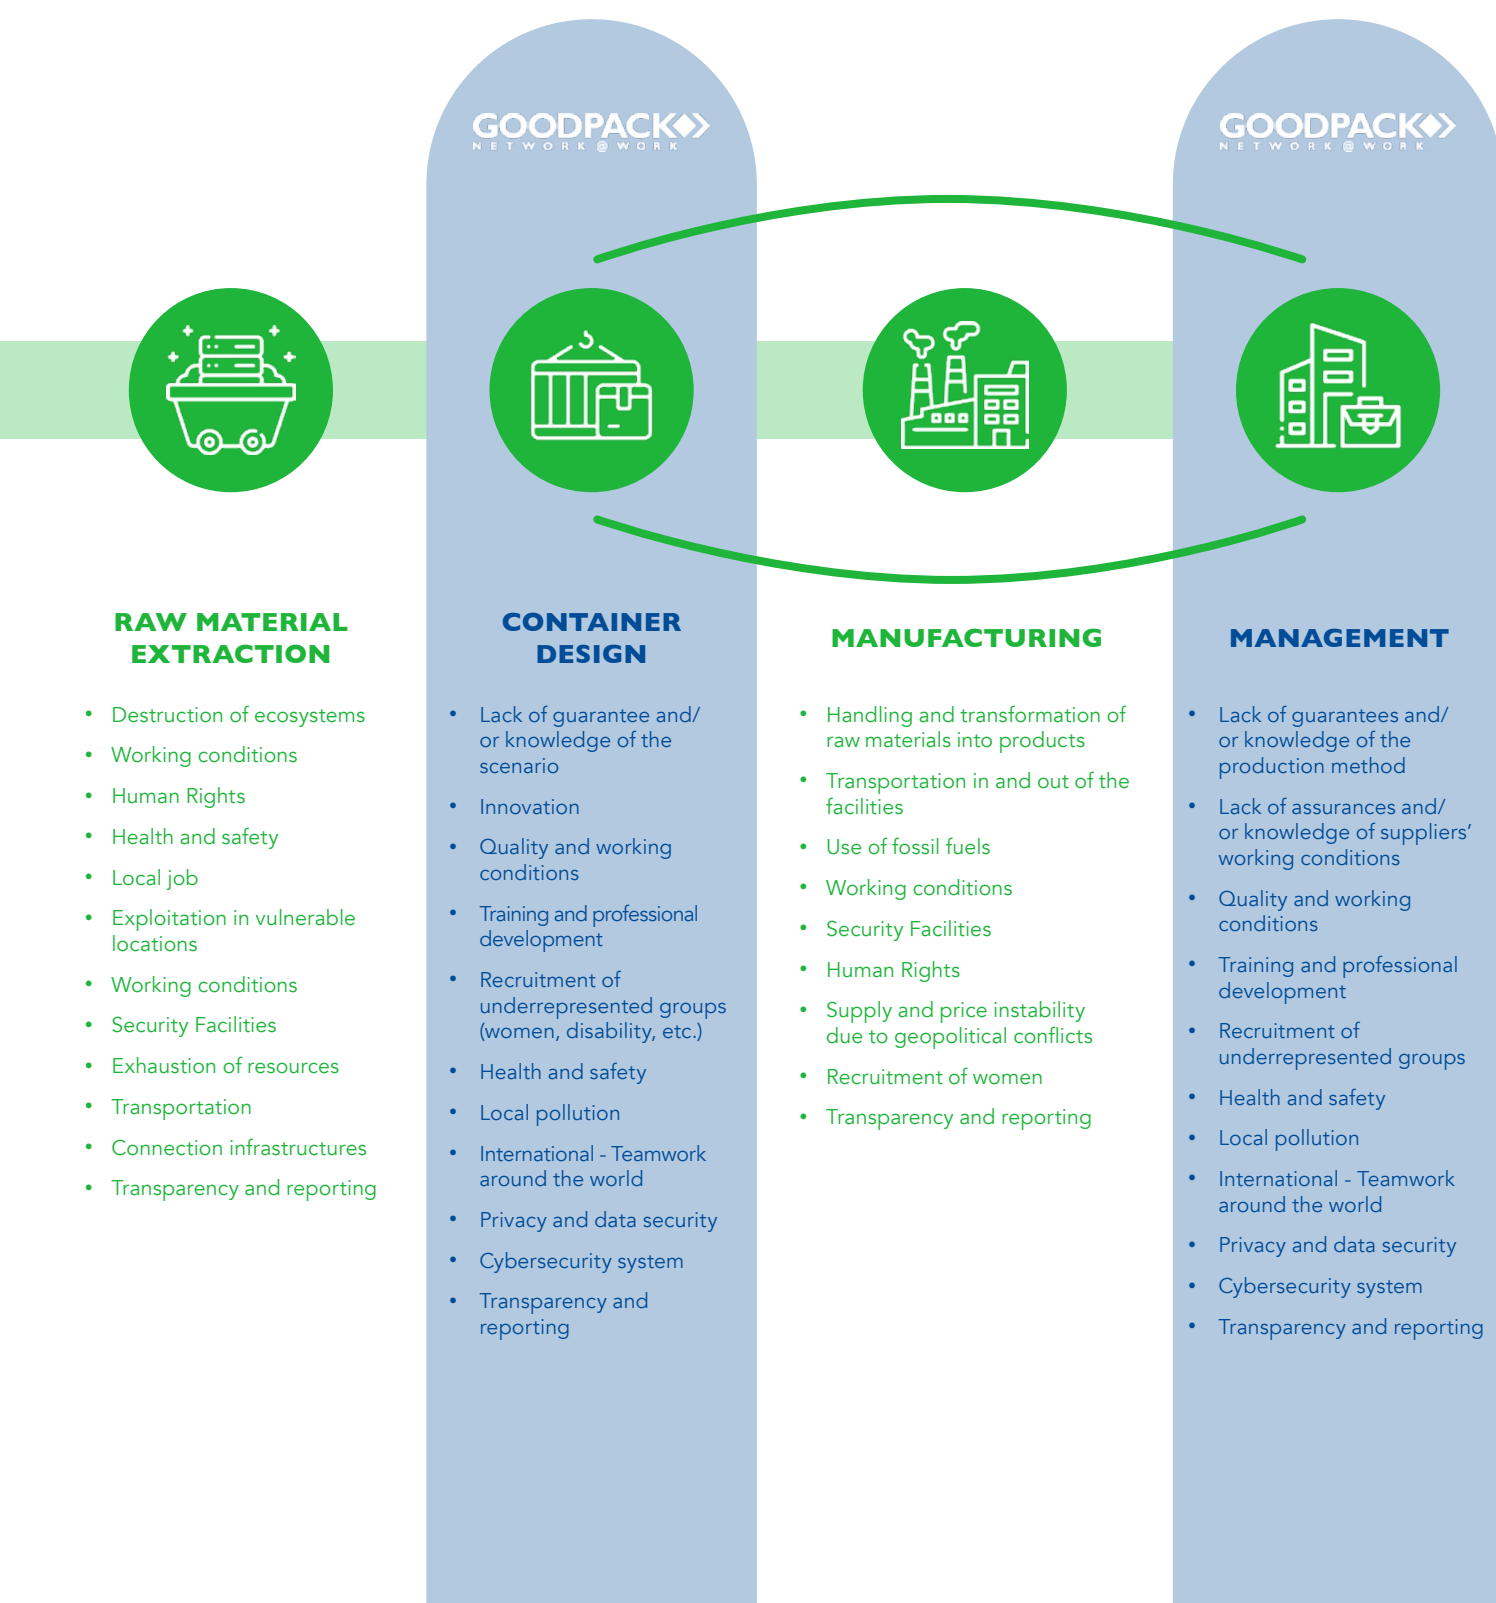 GOODPACK
NETWORK@WORK
GOODPACK
NETWORK@WORK
RAW MATERIAL
EXTRACTION
• Destruction of ecosystems
• Working conditions
• Human Rights
• Health and safety
• Local job
• Exploitation in vulnerable
locations
• Working conditions
• Security Facilities
• Exhaustion of resources
• Transportation
• Connection infrastructures
• Transparency and reporting
CONTAINER
DESIGN
• Lack of guarantee and/
or knowledge of the
scenario
• Innovation
• Quality and working
conditions
• Training and professional
development
• Recruitment of
underrepresented groups
(women, disability, etc.)
• Health and safety
• Local pollution
• International - Teamwork
around the world
• Privacy and data security
• Cybersecurity system
• Transparency and
reporting
MANUFACTURING
• Handling and transformation of
raw materials into products
• Transportation in and out of the
facilities
• Use of fossil fuels
• Working conditions
• Security Facilities
• Human Rights
• Supply and price instability
due to geopolitical conflicts
• Recruitment of women
• Transparency and reporting
MANAGEMENT
• Lack of guarantees and/
or knowledge of the
production method
• Lack of assurances and/
or knowledge of suppliers’
working conditions
• Quality and working
conditions
• Training and professional
development
• Recruitment of
underrepresented groups
• Health and safety
• Local pollution
• International - Teamwork
around the world
• Privacy and data security
• Cybersecurity system
• Transparency and reporting